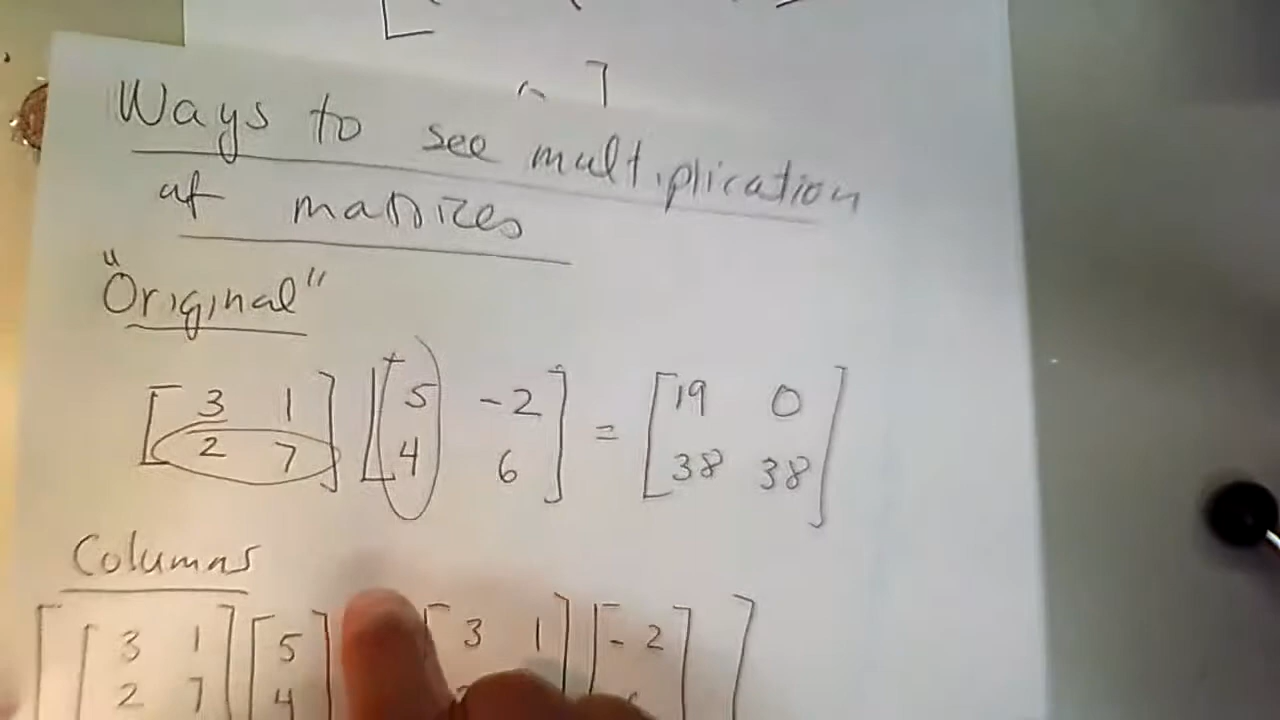 Ways to see multiplication
of matrices
"Original"
[3 1] [5 -2] = [19 0]
[2 7] [4 6] [38 38]
Columns
[[3 1] [5] [3 1] [-2]]
2 7 4